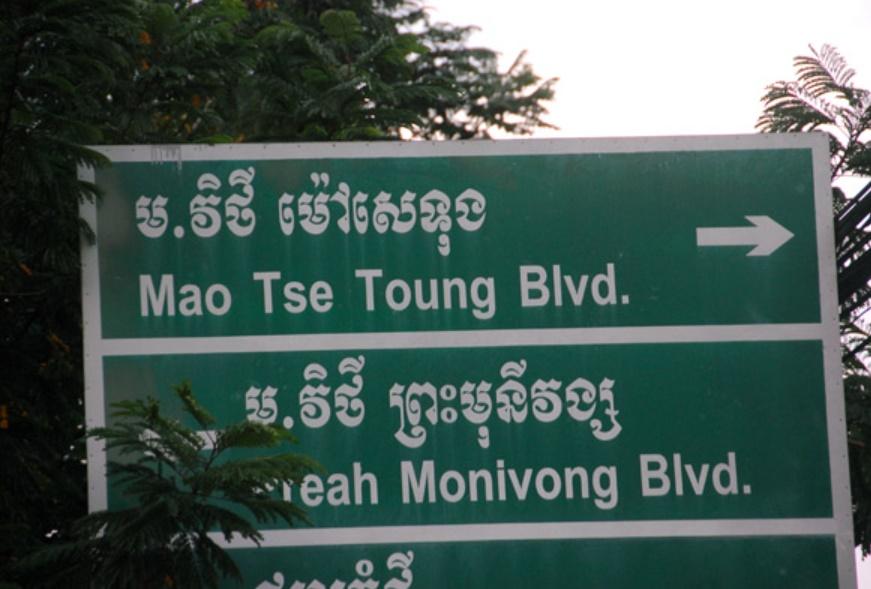 ម.វិថី ម៉ៅសេទុង
Mao Tse Toung Blvd.
ម.វិថី ព្រះមុនីវង្ស
Preah Monivong Blvd.